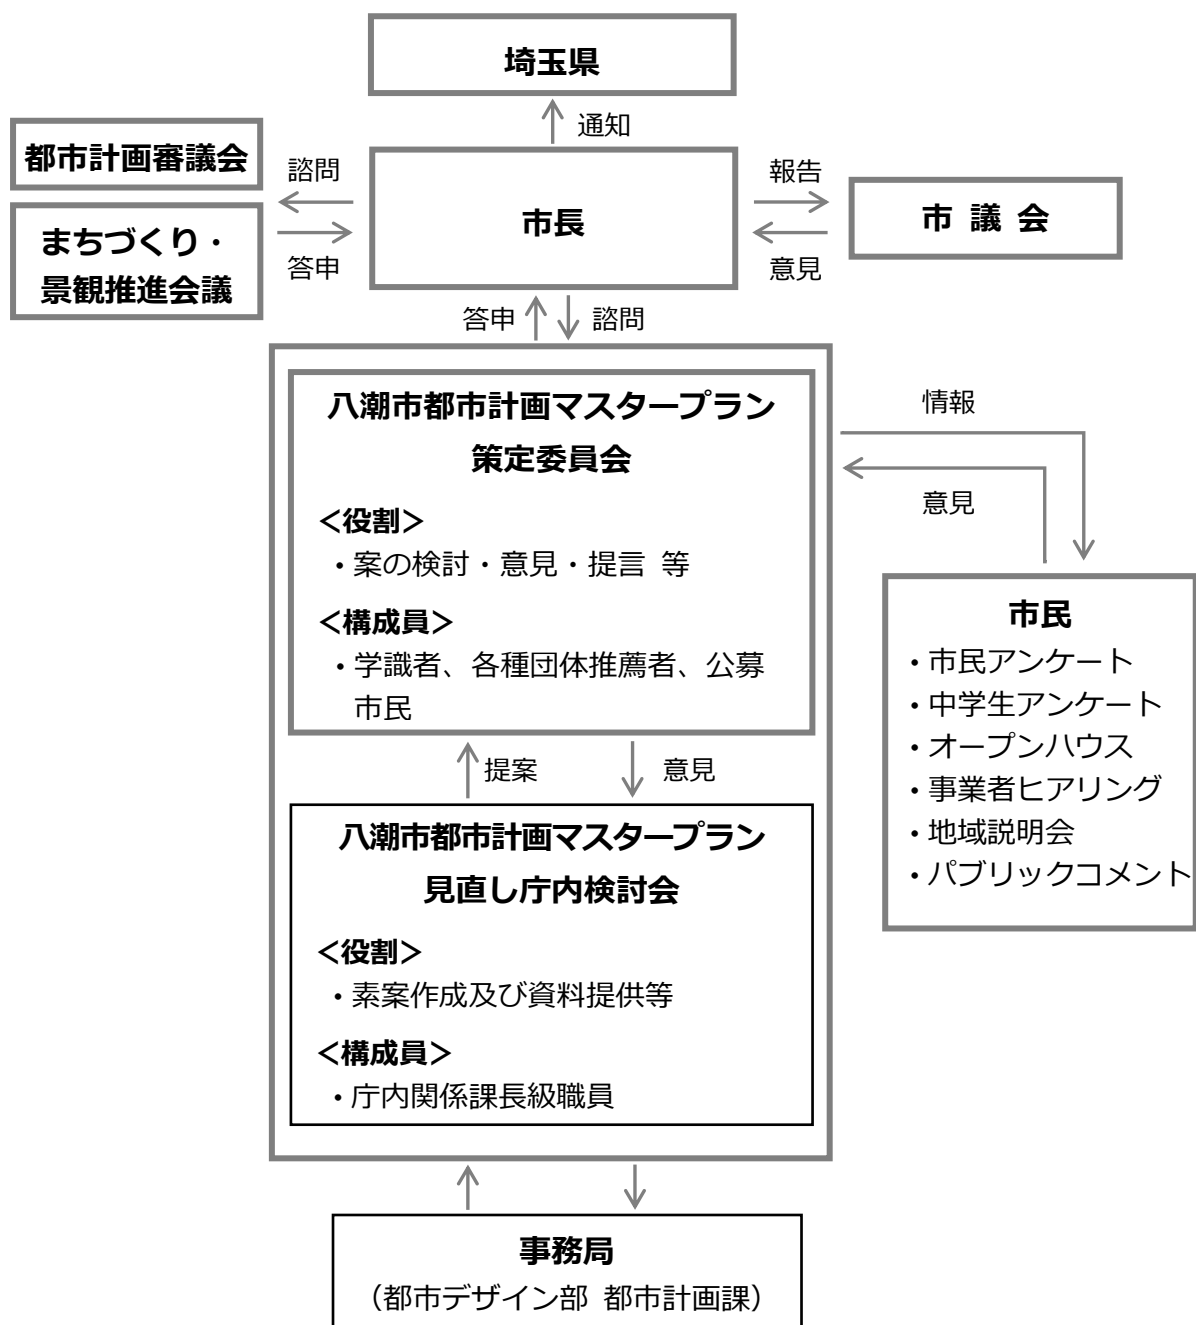 埼玉県
通知
都市計画審議会
まちづくり・
景観推進会議
諮問
答申
市長
報告
意見
市 議 会
答申
諮問
八潮市都市計画マスタープラン
策定委員会
＜役割＞
・案の検討・意見・提言 等
＜構成員＞
・学識者、各種団体推薦者、公募
市民
提案
意見
八潮市都市計画マスタープラン
見直し庁内検討会
＜役割＞
・素案作成及び資料提供等
＜構成員＞
・庁内関係課長級職員
情報
意見
市民
・市民アンケート
・中学生アンケート
・オープンハウス
・事業者ヒアリング
・地域説明会
・パブリックコメント
事務局
（都市デザイン部 都市計画課）